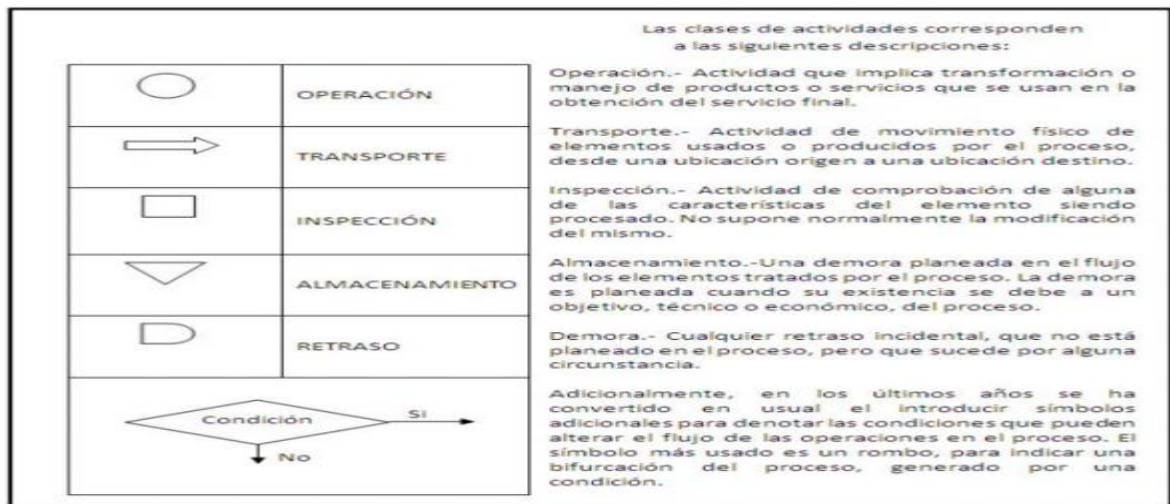 Las clases de actividades corresponden
a las siguientes descripciones:
OPERACIÓN
TRANSPORTE
INSPECCIÓN
ALMACENAMIENTO
RETRASO
Condición
Si
No
Operación.- Actividad que implica transformación o
manejo de productos o servicios que se usan en la
obtención del servicio final.
Transporte.- Actividad de movimiento físico de
elementos usados o producidos por el proceso,
desde una ubicación origen a una ubicación destino.
Inspección.- Actividad de comprobación de alguna
de las características del elemento siendo
procesado. No supone normalmente la modificación
del mismo.
Almacenamiento.-Una demora planeada en el flujo
de los elementos tratados por el proceso. La demora
es planeada cuando su existencia se debe a un
objetivo, técnico o económico, del proceso.
Demora.- Cualquier retraso incidental, que no está
planeado en el proceso, pero que sucede por alguna
circunstancia.
Adicionalmente, en los últimos años se ha
convertido en usual el introducir símbolos
adicionales para denotar las condiciones que pueden
alterar el flujo de las operaciones en el proceso. El
símbolo más usado es un rombo, para indicar una
bifurcación del proceso, generado por una
condición.